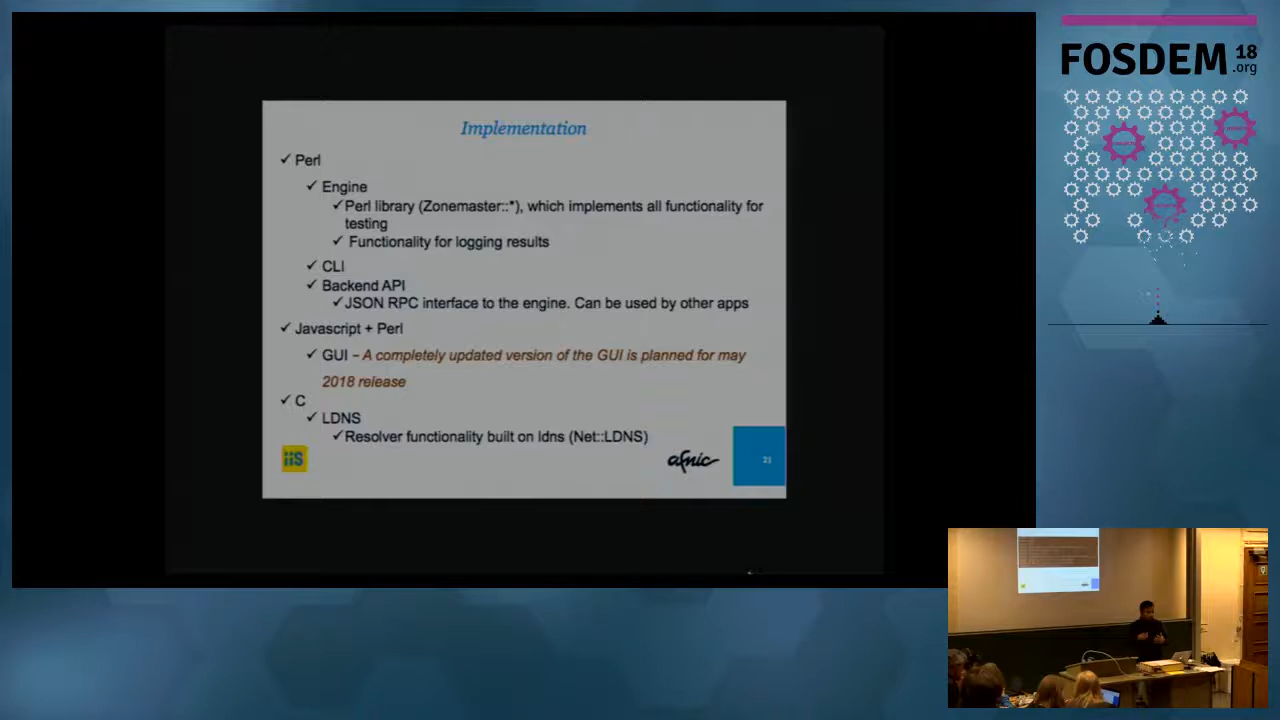 Implementation
✓ Perl
✓ Engine
✓Perl library (Zonemaster::*), which implements all functionality for
testing
✓ Functionality for logging results
✓ CLI
✓ Backend API
✓JSON RPC interface to the engine. Can be used by other apps
✓ Javascript + Perl
✓ GUI – A completely updated version of the GUI is planned for may
2018 release
✓ C
✓ LDNS
✓Resolver functionality built on ldns (Net::LDNS)
iis
afnic
21
FOSDEM 18
.org